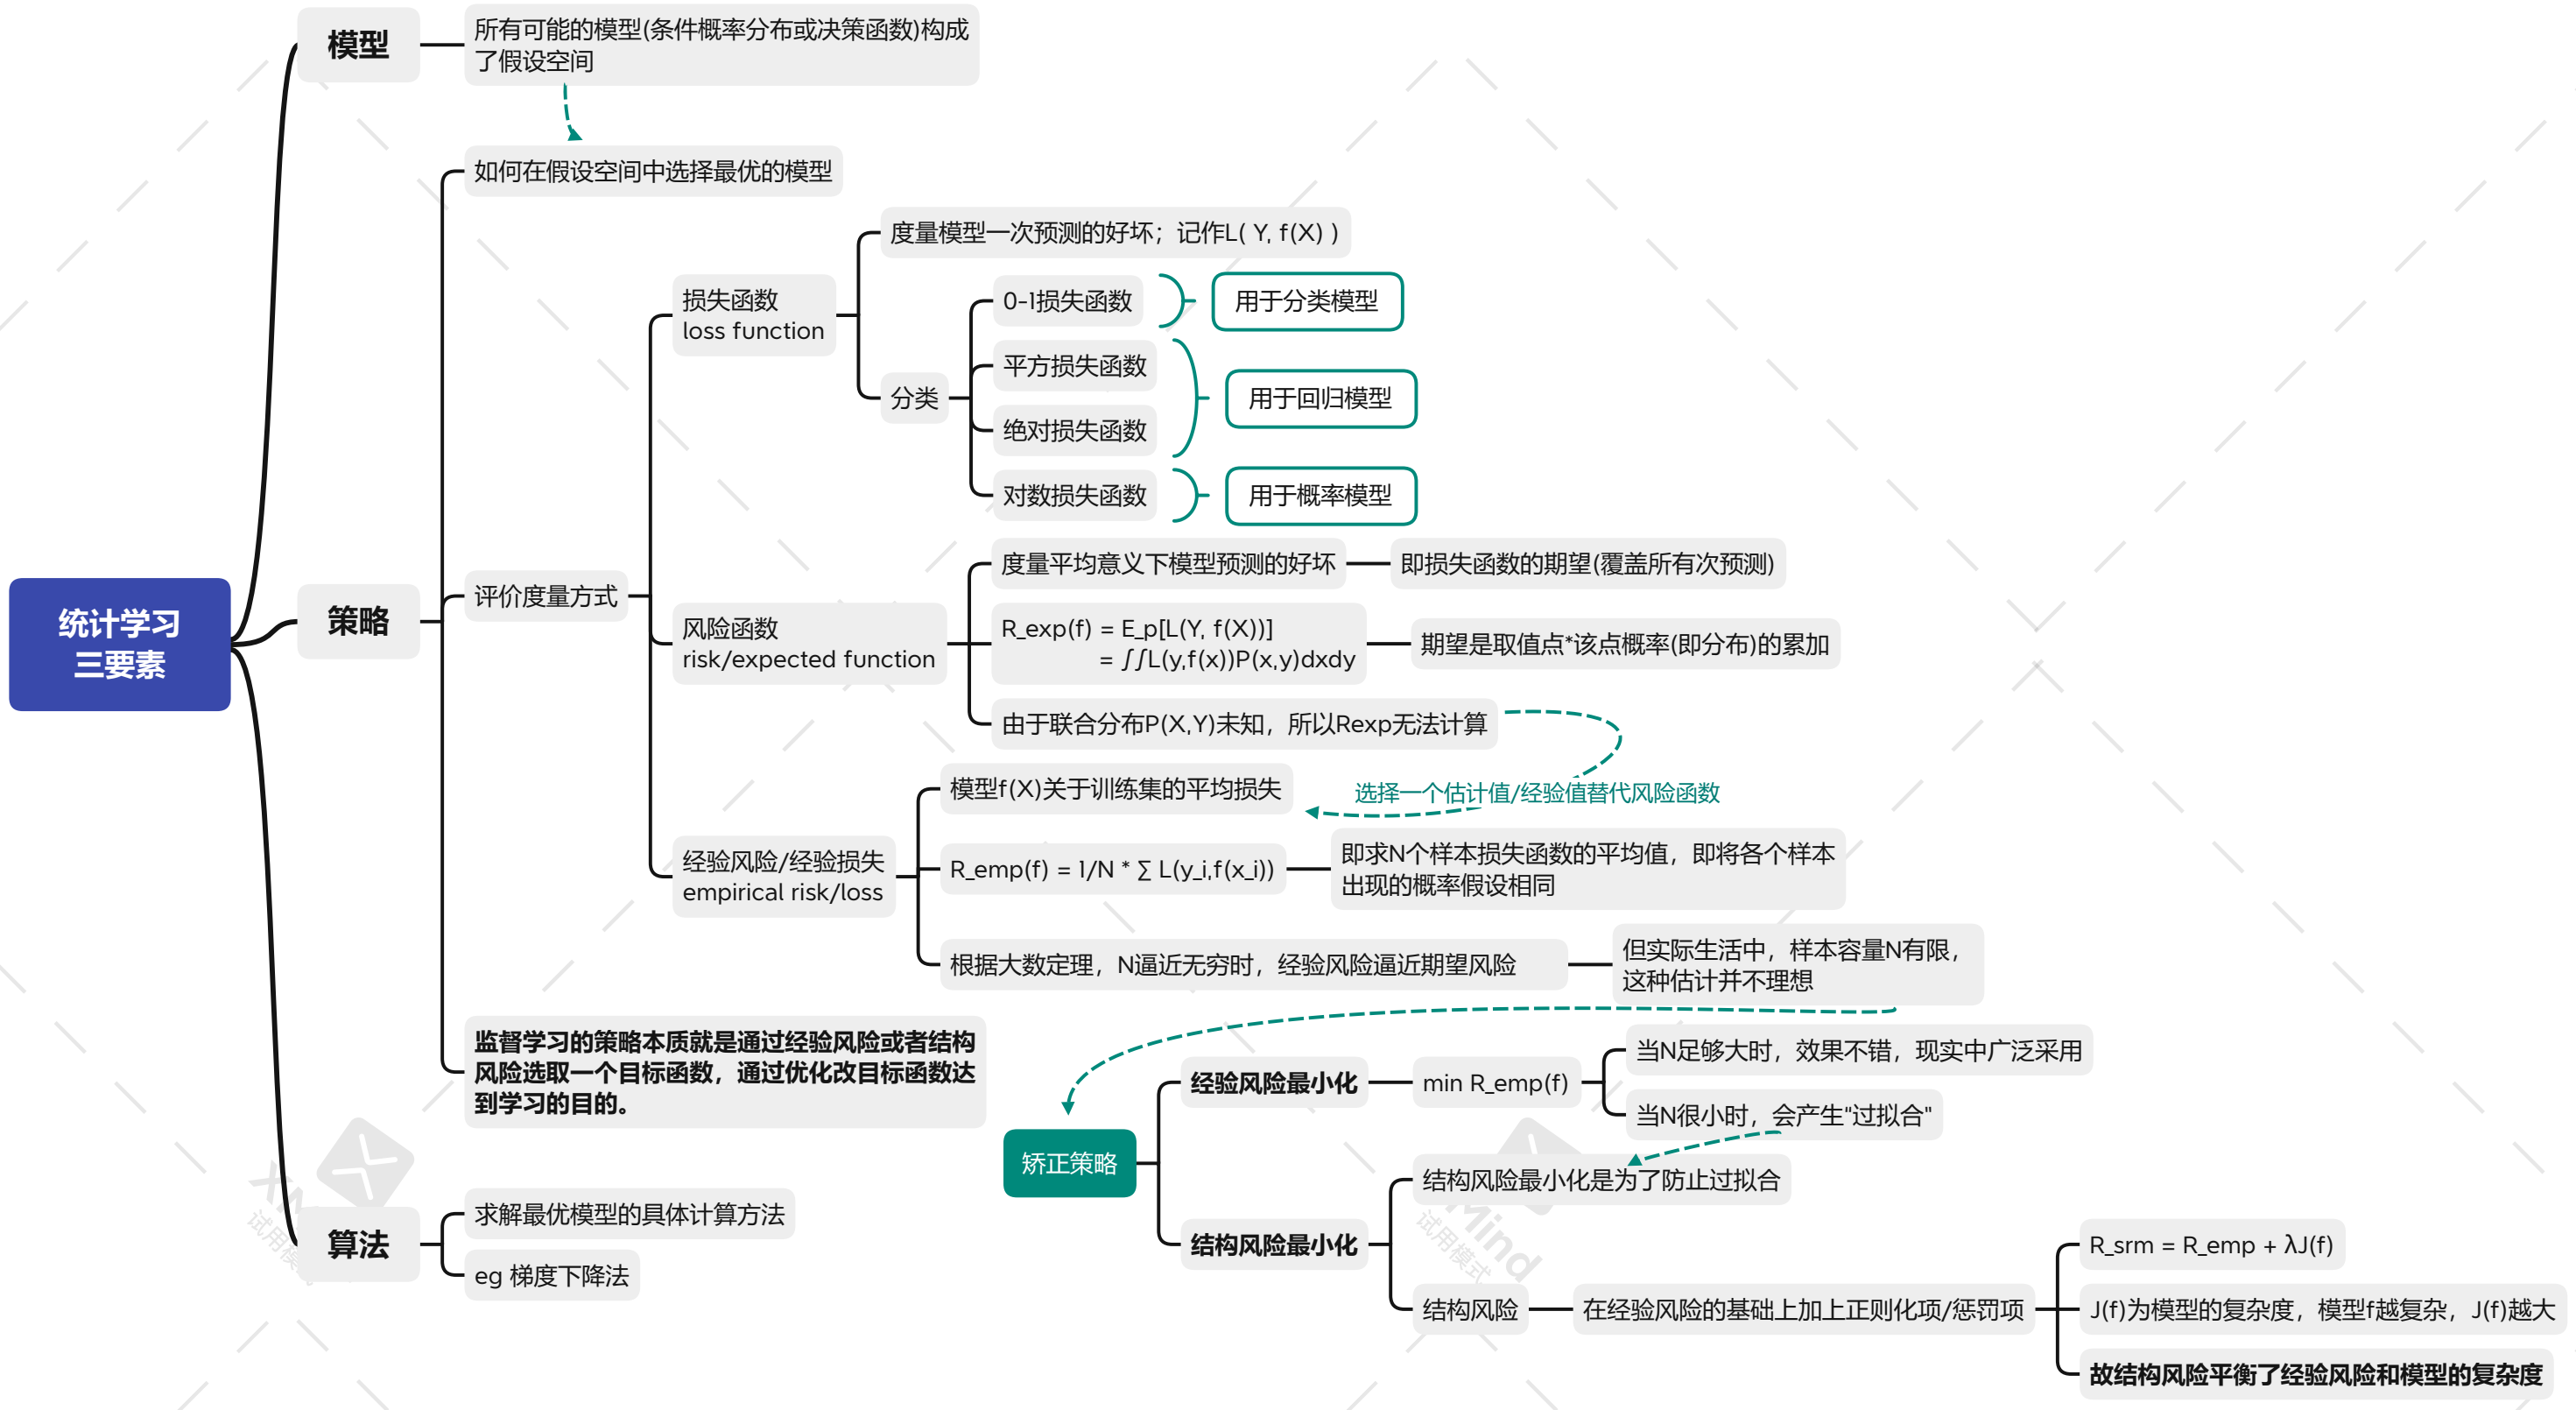 统计学习
三要素
模型
所有可能的模型(条件概率分布或决策函数)构成
了假设空间
策略
如何在假设空间中选择最优的模型
评价度量方式
损失函数
loss function
度量模型一次预测的好坏；记作L( Y, f(X) )
分类
0-1损失函数
用于分类模型
平方损失函数
绝对损失函数
用于回归模型
对数损失函数
用于概率模型
风险函数
risk/expected function
度量平均意义下模型预测的好坏
即损失函数的期望(覆盖所有次预测)
R_exp(f) = E_p[L(Y, f(X))]
= ∫∫L(y,f(x))P(x,y)dxdy
期望是取值点*该点概率(即分布)的累加
由于联合分布P(X,Y)未知，所以Rexp无法计算
选择一个估计值/经验值替代风险函数
经验风险/经验损失
empirical risk/loss
模型f(X)关于训练集的平均损失
R_emp(f) = 1/N * ∑ L(y_i,f(x_i))
即求N个样本损失函数的平均值，即将各个样本
出现的概率假设相同
根据大数定理，N逼近无穷时，经验风险逼近期望风险
但实际生活中，样本容量N有限，
这种估计并不理想
监督学习的策略本质就是通过经验风险或者结构
风险选取一个目标函数，通过优化改目标函数达
到学习的目的。
矫正策略
经验风险最小化
min R_emp(f)
当N足够大时，效果不错，现实中广泛采用
当N很小时，会产生"过拟合"
结构风险最小化
结构风险最小化是为了防止过拟合
结构风险
在经验风险的基础上加上正则化项/惩罚项
R_srm = R_emp + λJ(f)
J(f)为模型的复杂度，模型f越复杂，J(f)越大
故结构风险平衡了经验风险和模型的复杂度
算法
求解最优模型的具体计算方法
eg 梯度下降法
Mind
试用模式